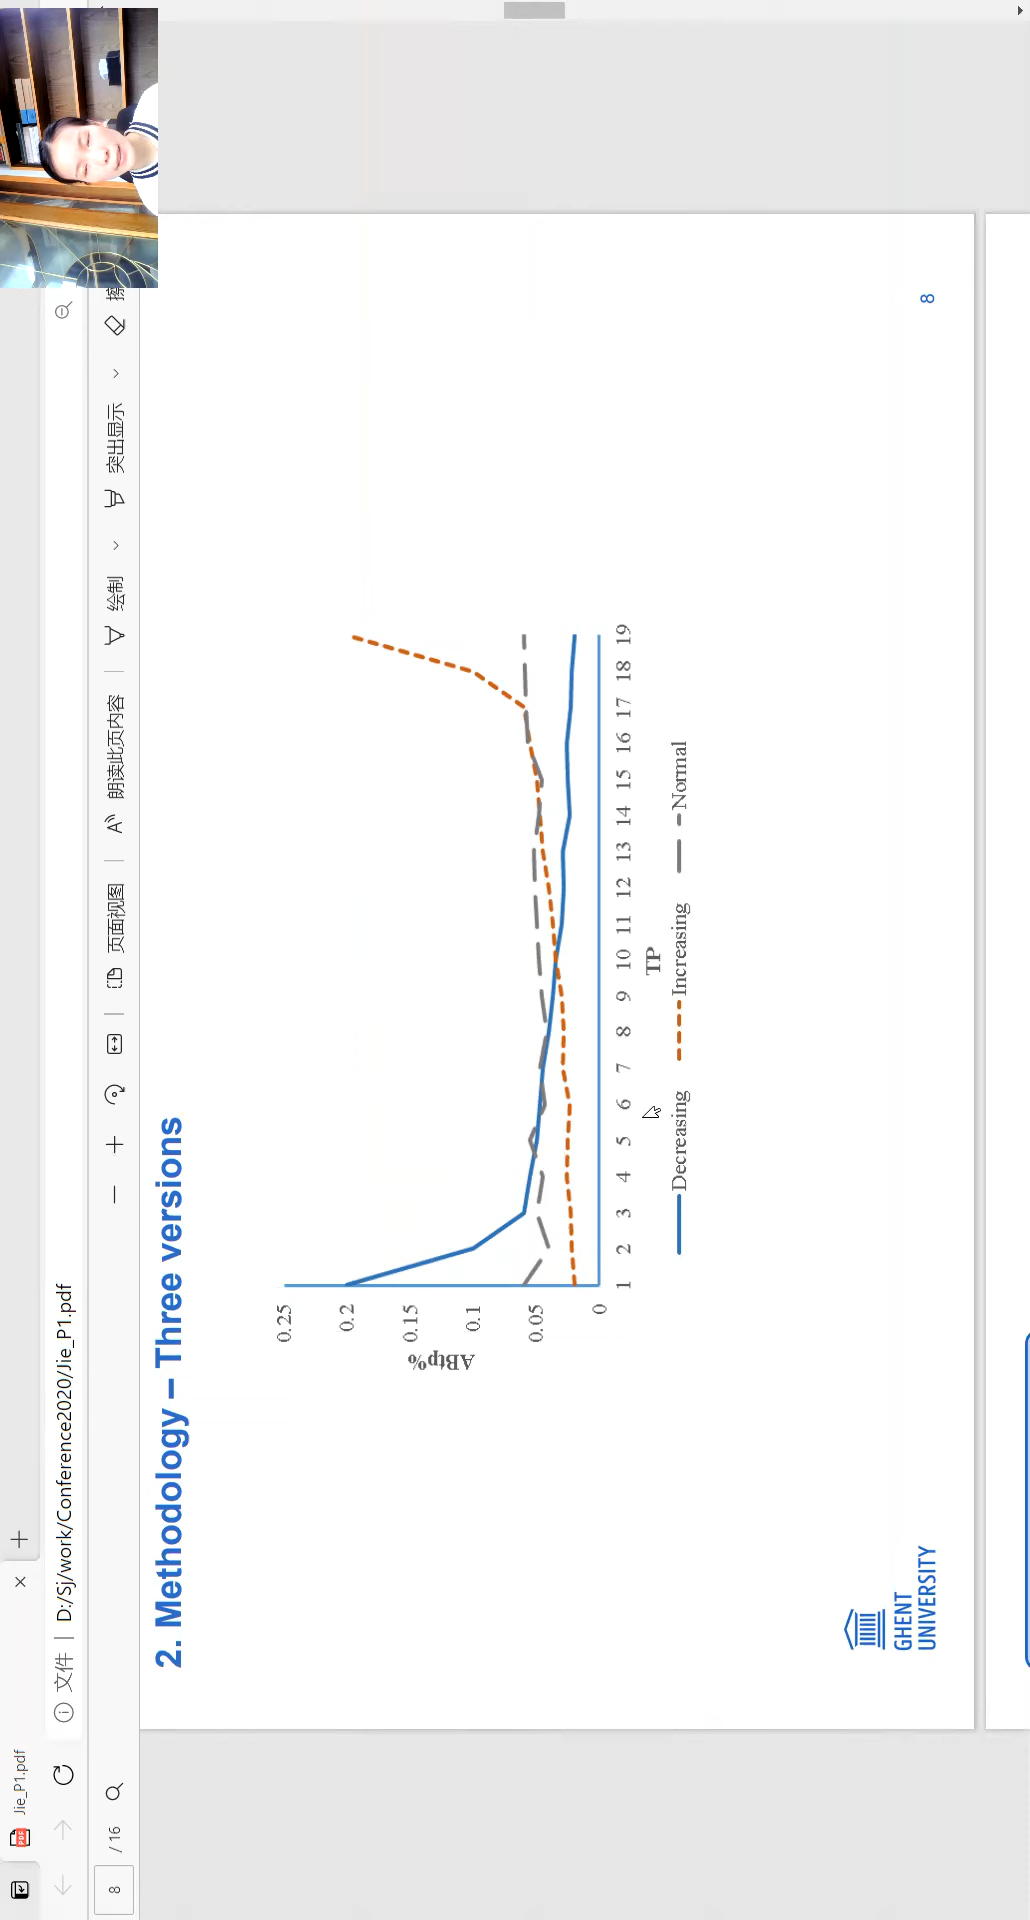 Jie_P1.pdf
文件 | D:/Sj/work/Conference2020/Jie_P1.pdf
8 / 16
页面视图
朗读此页内容
绘制
突出显示
2. Methodology – Three versions
ABtp%
0.25
0.2
0.15
0.1
0.05
0
1 2 3 4 5 6 7 8 9 10 11 12 13 14 15 16 17 18 19
TP
Decreasing Increasing Normal
GHENT
UNIVERSITY
8